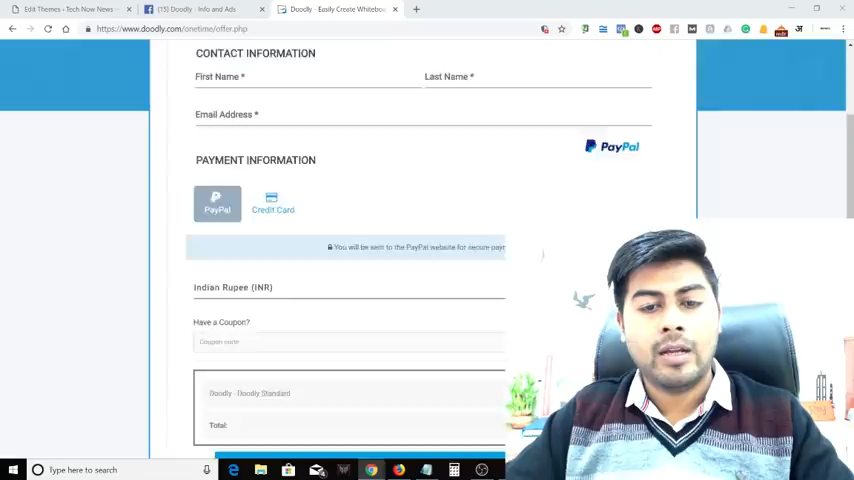 Edit Themes - Tech Now News -
(15) Doodly - Info and Ads
Doodly - Easily Create Whitebo
https://www.doodly.com/onetime/offer.php
CONTACT INFORMATION
First Name *
Last Name *
Email Address *
PayPal
PAYMENT INFORMATION
PayPal
Credit Card
You will be sent to the PayPal website for secure payr
Indian Rupee (INR)
Have a Coupon?
Coupon code
Doodly - Doodly Standard
Total:
Type here to search